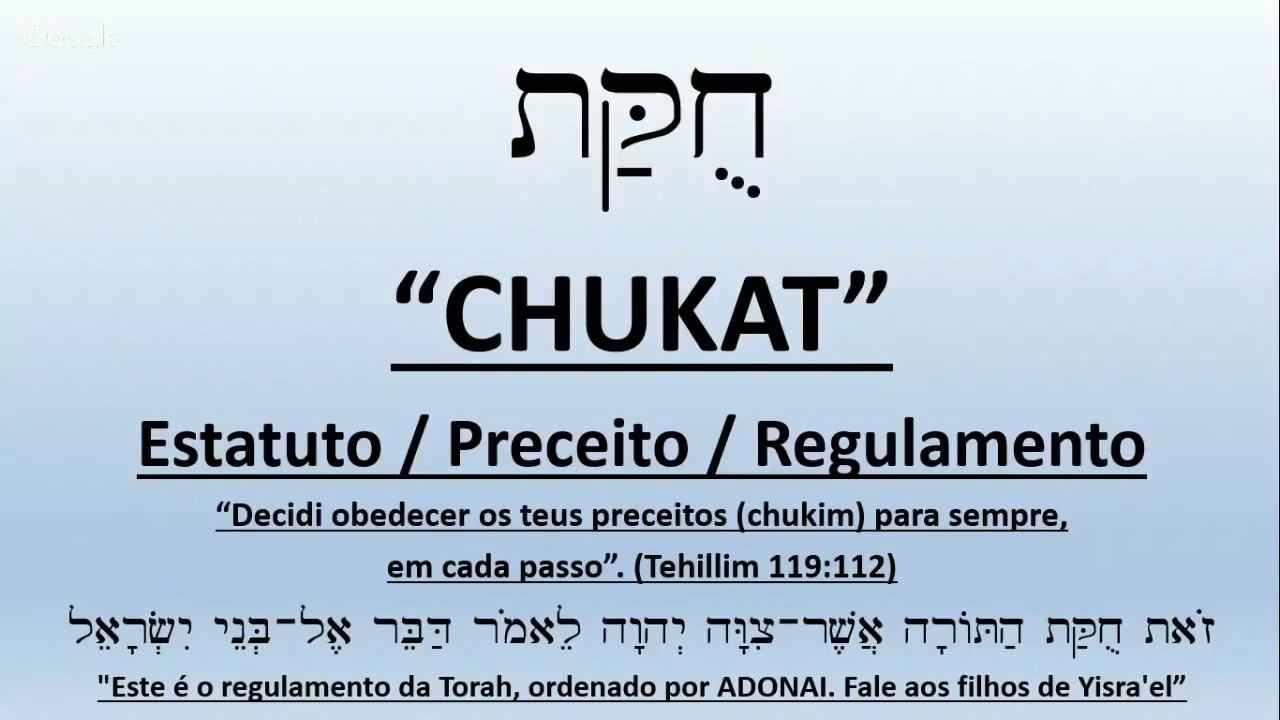 Google
חֻקַּת
“CHUKAT”
Estatuto / Preceito / Regulamento
“Decidi obedecer os teus preceitos (chukim) para sempre,
em cada passo”. (Tehillim 119:112)
זֹאת חֻקַּת הַתּוֹרָה אֲשֶׁר־צִוָּה יְהוָה לֵאמֹר דַּבֵּר אֶל־בְּנֵי יִשְׂרָאֵל
"Este é o regulamento da Torah, ordenado por ADONAI. Fale aos filhos de Yisra'el”